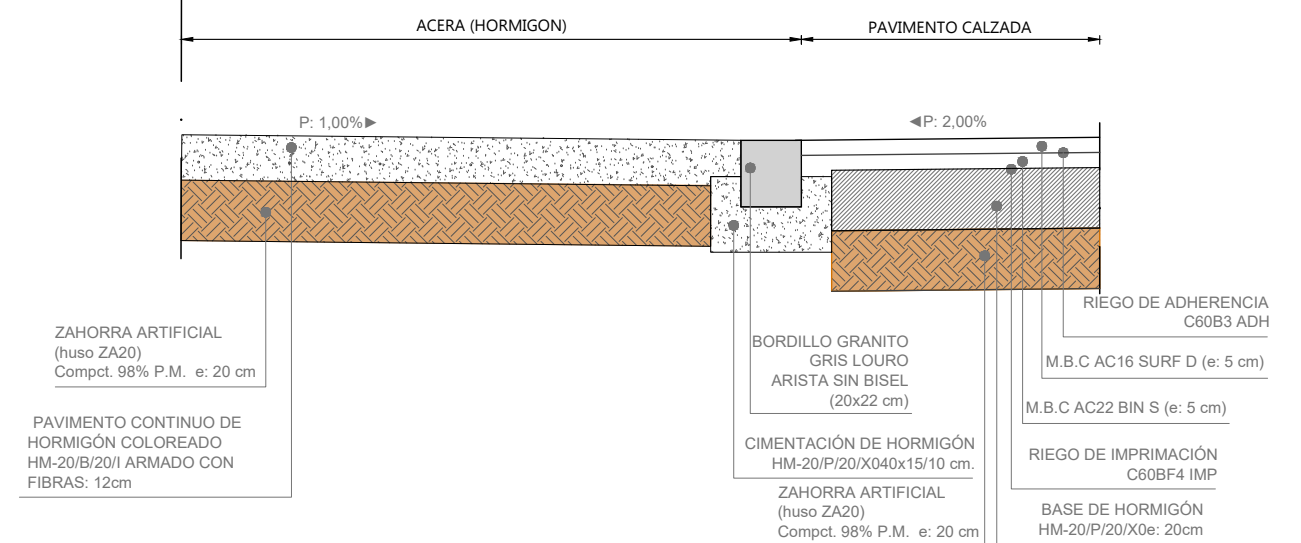 ACERA (HORMIGON)
PAVIMENTO CALZADA
P: 1,00%
P: 2,00%
ZAHORRA ARTIFICIAL
(huso ZA20)
Compct. 98% P.M. e: 20 cm
PAVIMENTO CONTINUO DE
HORMIGÓN COLOREADO
HM-20/B/20/I ARMADO CON
FIBRAS: 12cm
BORDILLO GRANITO
GRIS LOURO
ARISTA SIN BISEL
(20x22 cm)
CIMENTACIÓN DE HORMIGÓN
HM-20/P/20/X040x15/10 cm.
ZAHORRA ARTIFICIAL
(huso ZA20)
Compct. 98% P.M. e: 20 cm
RIEGO DE ADHERENCIA
C60B3 ADH
M.B.C AC16 SURF D (e: 5 cm)
M.B.C AC22 BIN S (e: 5 cm)
RIEGO DE IMPRIMACIÓN
C60BF4 IMP
BASE DE HORMIGÓN
HM-20/P/20/X0e: 20cm